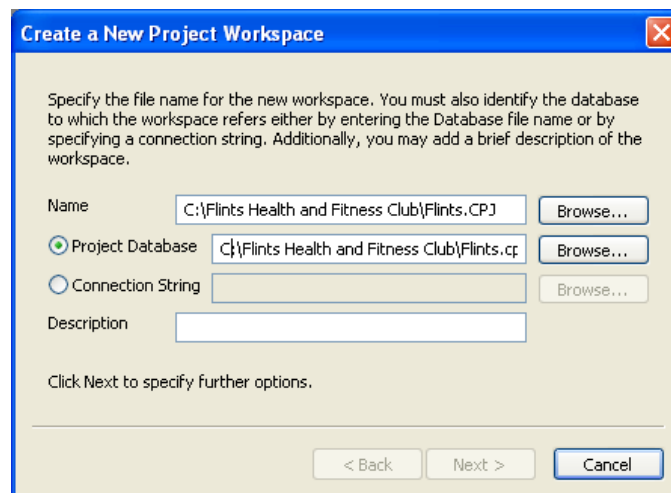 Create a New Project Workspace
Specify the file name for the new workspace. You must also identify the database
to which the workspace refers either by entering the Database file name or by
specifying a connection string. Additionally, you may add a brief description of the
workspace.
Name C:\Flints Health and Fitness Club\Flints.CPJ Browse...
Project Database C:\Flints Health and Fitness Club\Flints.cp Browse...
Connection String Browse...
Description
Click Next to specify further options.
< Back Next > Cancel